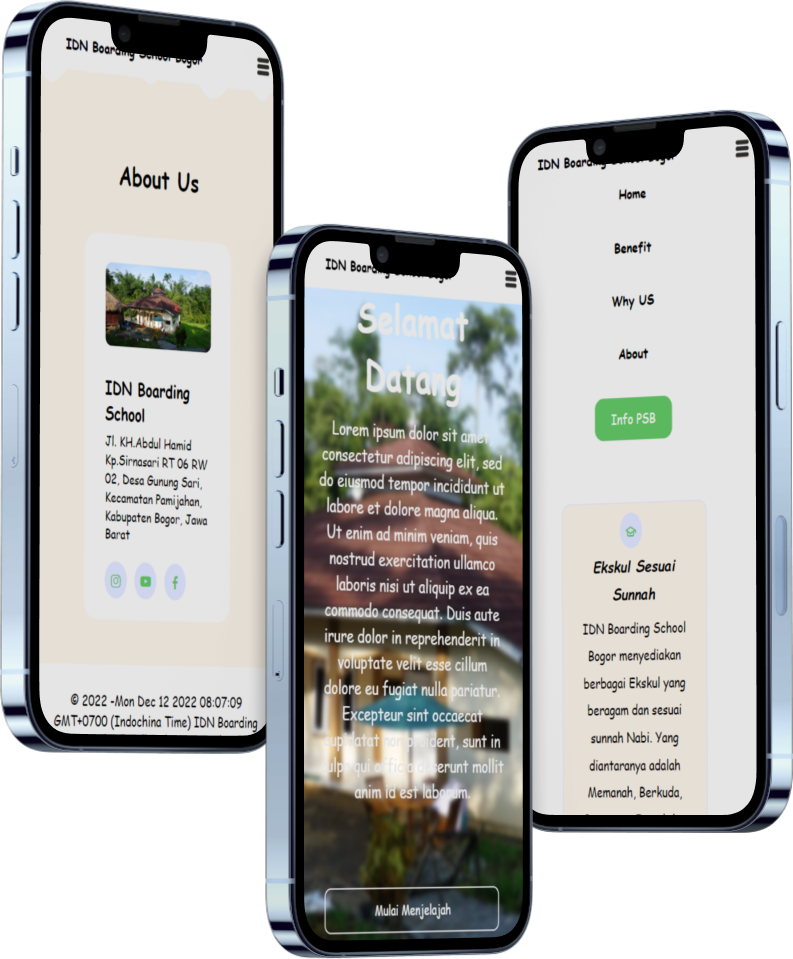 IDN Boarding School Bogor
About Us
IDN Boarding
School
Jl. KH.Abdul Hamid
Kp.Sirnasari RT 06 RW
02, Desa Gunung Sari,
Kecamatan Pamijahan,
Kabupaten Bogor, Jawa
Barat
© 2022 -Mon Dec 12 2022 08:07:09
GMT+0700 (Indochina Time) IDN Boarding
IDN Boarding School Bogor
Selamat
Datang
Lorem ipsum dolor sit amet,
consectetur adipiscing elit, sed
do eiusmod tempor incididunt ut
labore et dolore magna aliqua.
Ut enim ad minim veniam, quis
nostrud exercitation ullamco
laboris nisi ut aliquip ex ea
commodo consequat. Duis aute
irure dolor in reprehenderit in
voluptate velit esse cillum
dolore eu fugiat nulla pariatur.
Excepteur sint occaecat
cupidatat non proident, sunt in
culpa qui officia deserunt mollit
anim id est laborum.
Mulai Menjelajah
IDN Boarding School Bogor
Home
Benefit
Why US
About
Info PSB
Ekskul Sesuai
Sunnah
IDN Boarding School
Bogor menyediakan
berbagai Ekskul yang
beragam dan sesuai
sunnah Nabi. Yang
diantaranya adalah
Memanah, Berkuda,